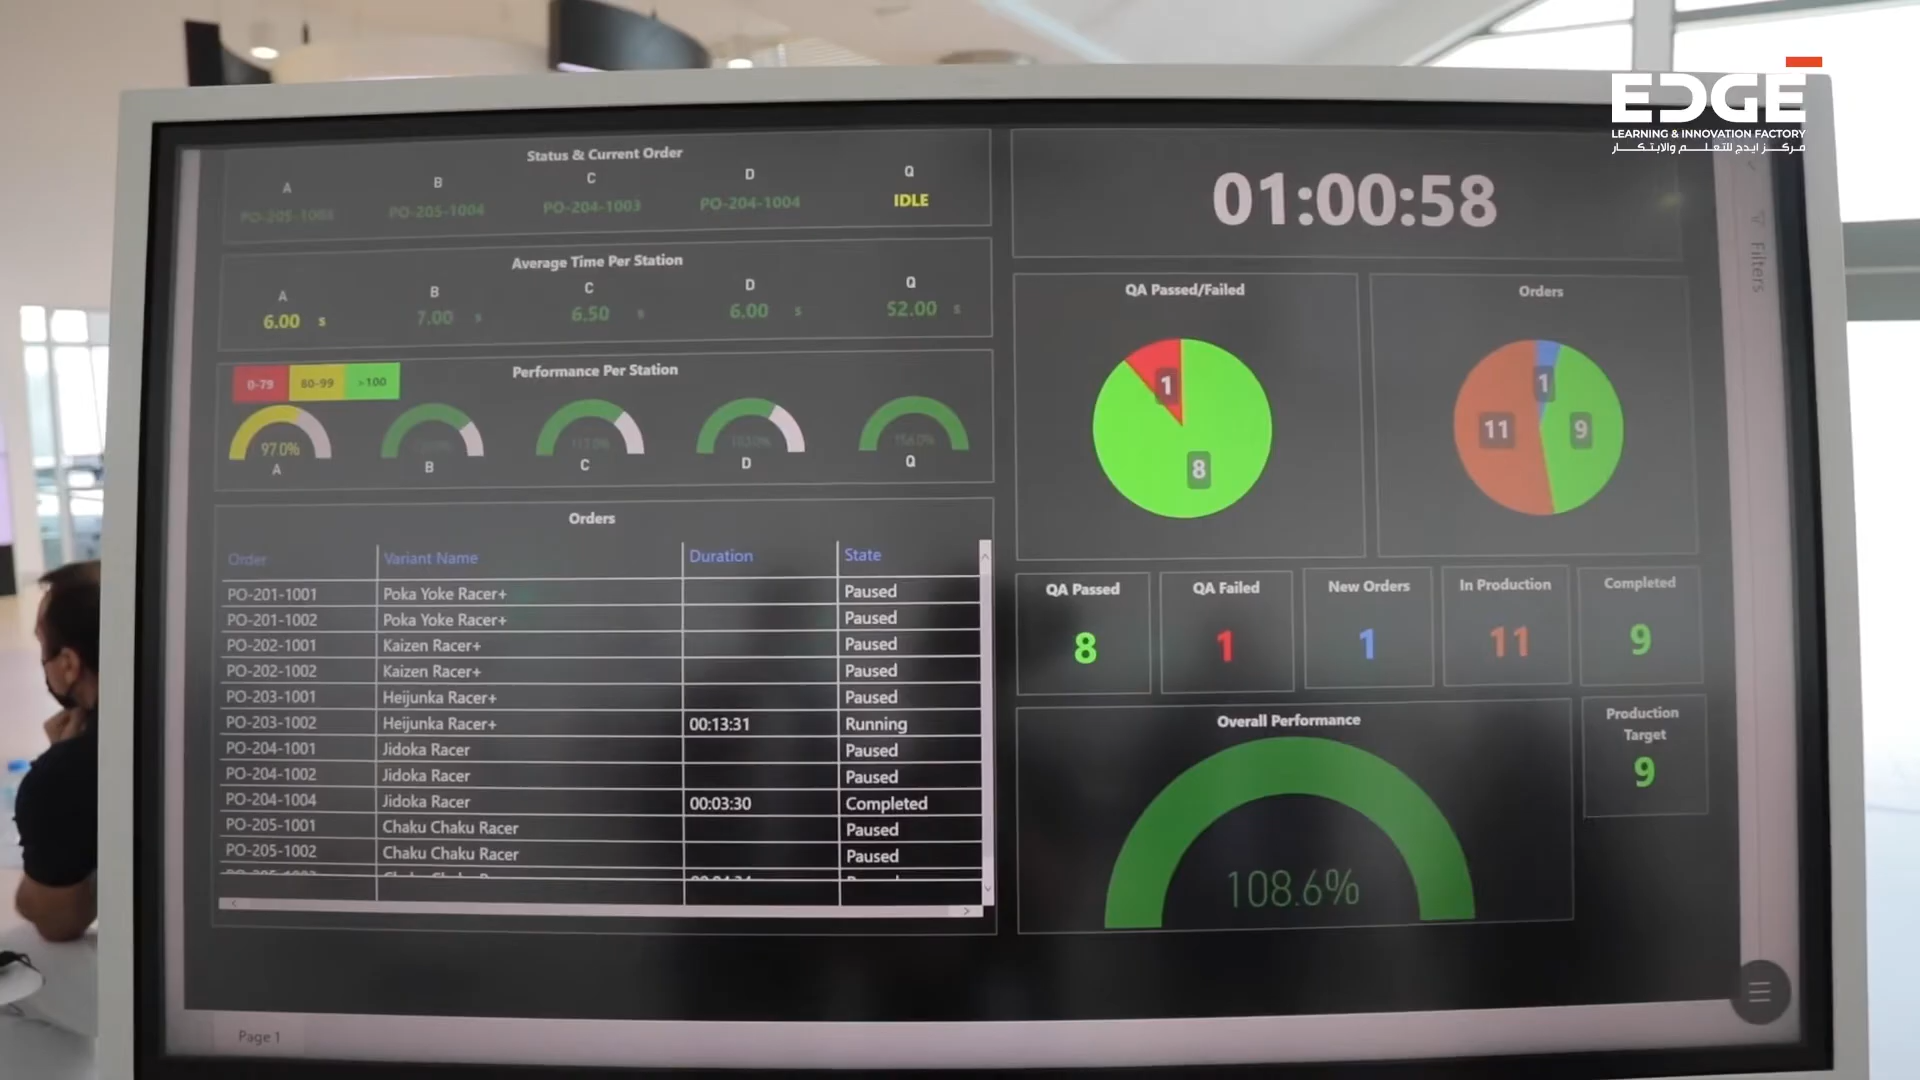 EDGE
LEARNING & INNOVATION FACTORY
مركز ايدج للتعلم والابتكار
Status & Current Order
A B C D Q
PO-205-1004 PO-204-1003 PO-204-1004 IDLE
Average Time Per Station
A B C D Q
6.00 s 7.00 s 6.50 s 6.00 s 52.00 s
Performance Per Station
0-79 80-99 >100
97.0%
A B C D Q
Orders
Order Variant Name Duration State
PO-201-1001 Poka Yoke Racer+ Paused
PO-201-1002 Poka Yoke Racer+ Paused
PO-202-1001 Kaizen Racer+ Paused
PO-202-1002 Kaizen Racer+ Paused
PO-203-1001 Heijunka Racer+ Paused
PO-203-1002 Heijunka Racer+ 00:13:31 Running
PO-204-1001 Jidoka Racer Paused
PO-204-1002 Jidoka Racer Paused
PO-204-1004 Jidoka Racer 00:03:30 Completed
PO-205-1001 Chaku Chaku Racer Paused
PO-205-1002 Chaku Chaku Racer Paused
Page 1
01:00:58
Filters
QA Passed/Failed
1
8
Orders
1
11 9
QA Passed QA Failed New Orders In Production Completed
8 1 1 11 9
Overall Performance
108.6%
Production
Target
9